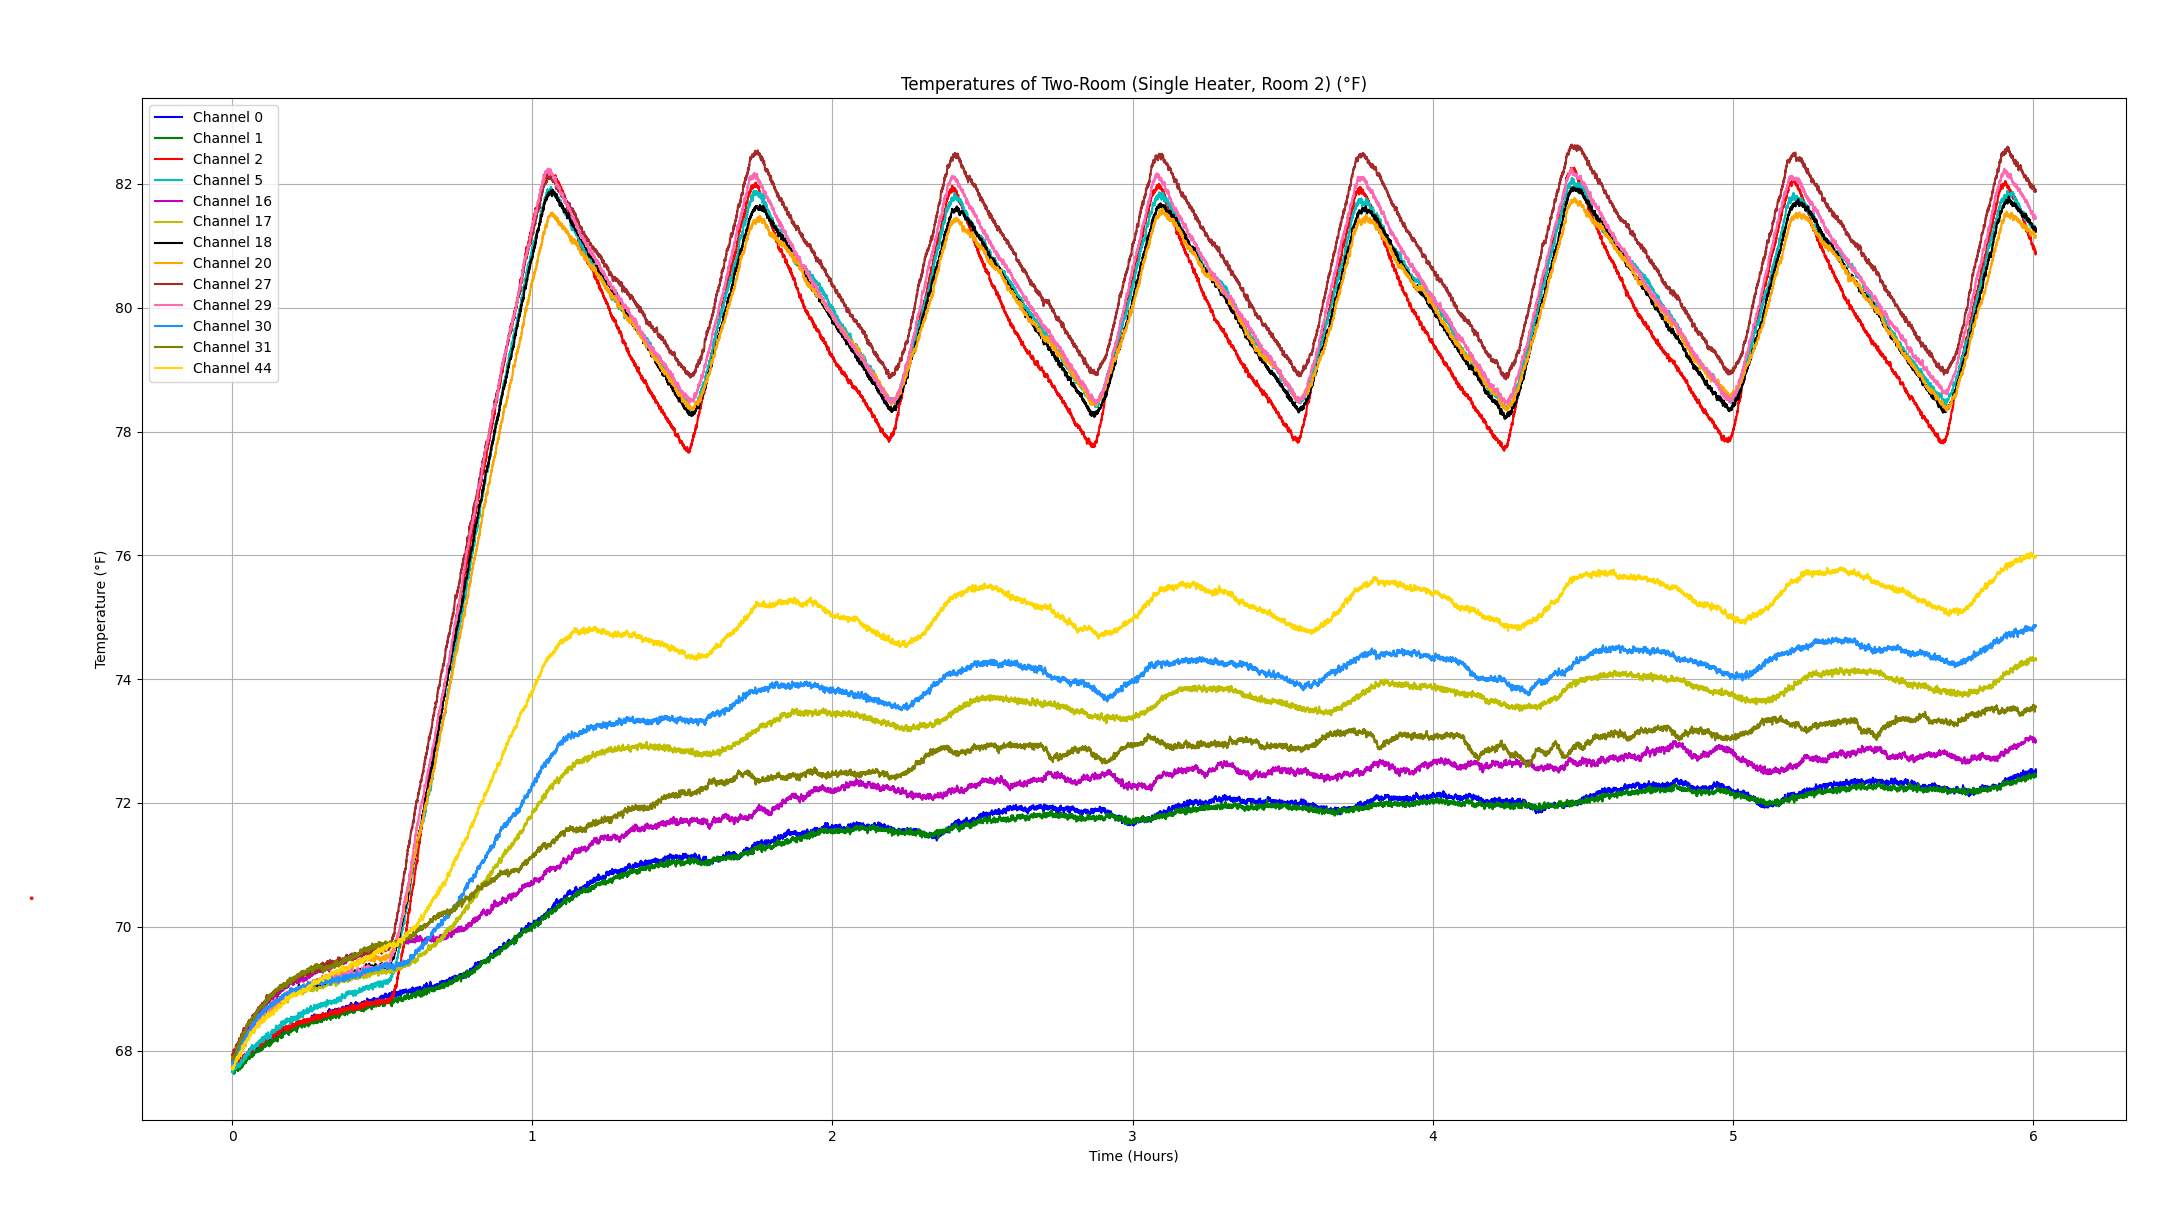 Temperatures of Two-Room (Single Heater, Room 2) (°F)
Channel 0
Channel 1
Channel 2
Channel 5
Channel 16
Channel 17
Channel 18
Channel 20
Channel 27
Channel 29
Channel 30
Channel 31
Channel 44
82
80
78
76
74
72
70
68
Temperature (°F)
0 1 2 3 4 5 6
Time (Hours)